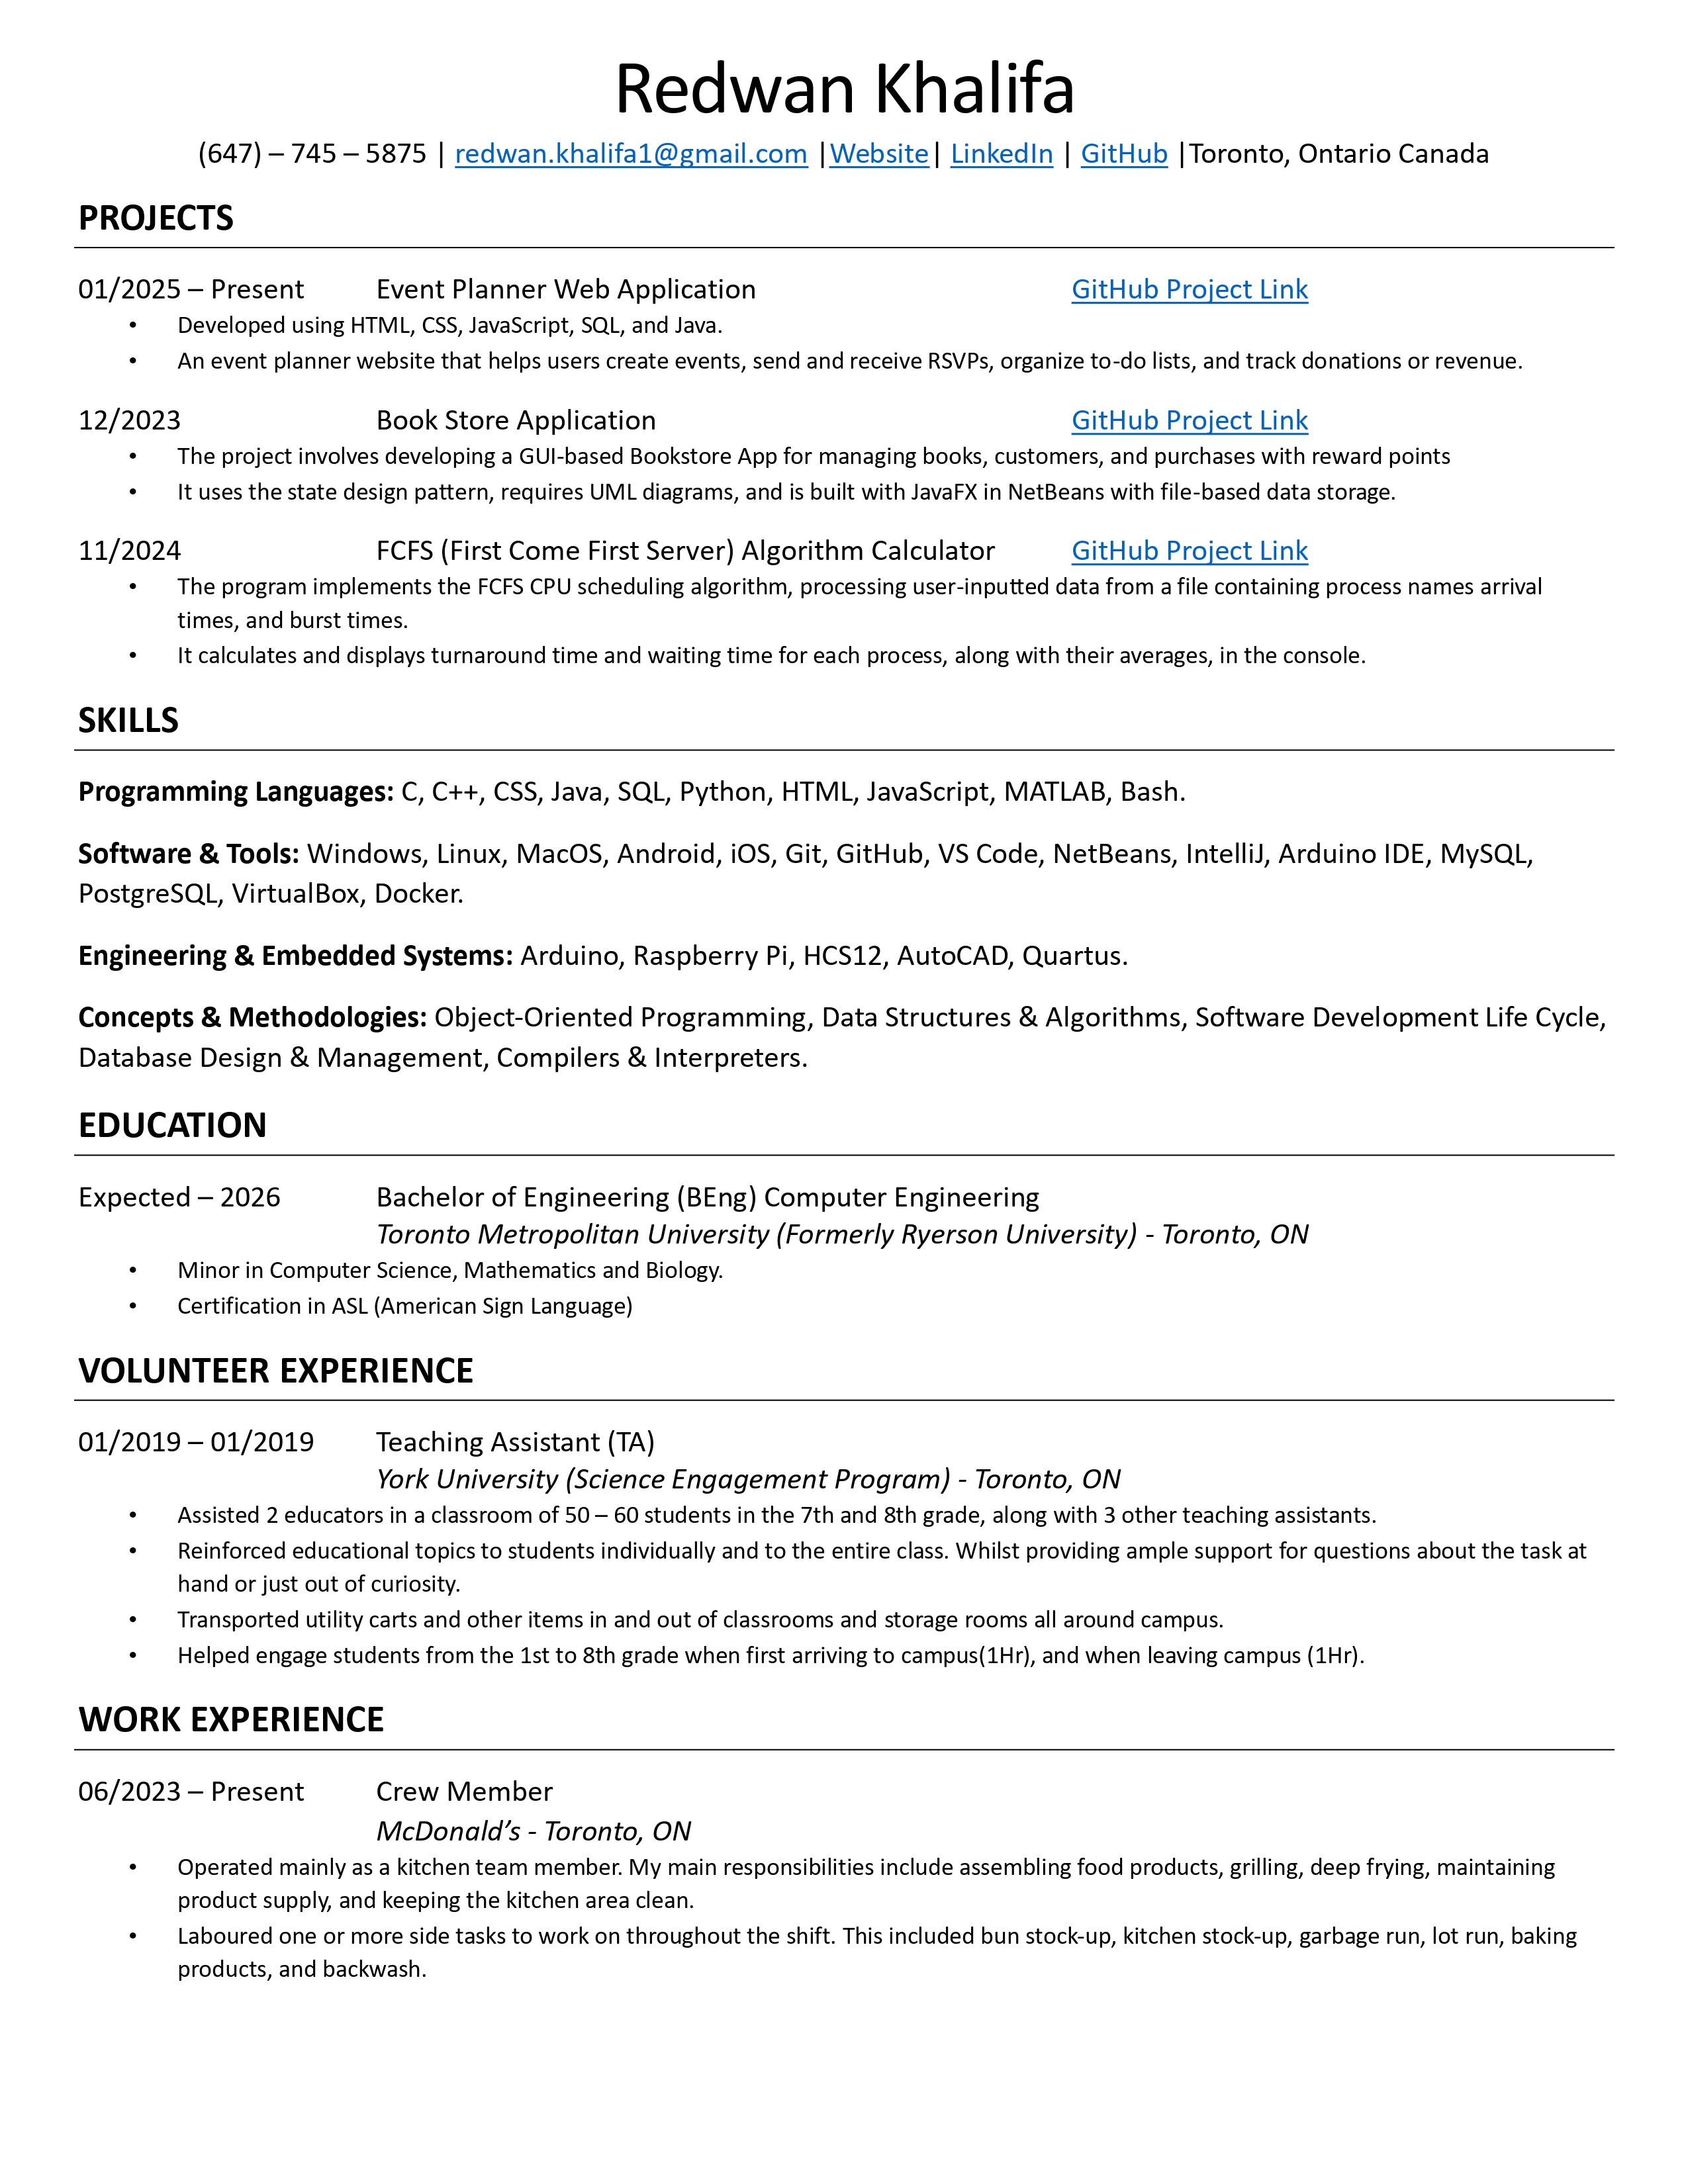 Redwan Khalifa
(647) – 745 – 5875 | redwan.khalifa1@gmail.com |Website| LinkedIn | GitHub |Toronto, Ontario Canada
PROJECTS
01/2025 – Present Event Planner Web Application GitHub Project Link
• Developed using HTML, CSS, JavaScript, SQL, and Java.
• An event planner website that helps users create events, send and receive RSVPs, organize to-do lists, and track donations or revenue.
12/2023 Book Store Application GitHub Project Link
• The project involves developing a GUI-based Bookstore App for managing books, customers, and purchases with reward points
• It uses the state design pattern, requires UML diagrams, and is built with JavaFX in NetBeans with file-based data storage.
11/2024 FCFS (First Come First Server) Algorithm Calculator GitHub Project Link
• The program implements the FCFS CPU scheduling algorithm, processing user-inputted data from a file containing process names arrival
times, and burst times.
• It calculates and displays turnaround time and waiting time for each process, along with their averages, in the console.
SKILLS
Programming Languages: C, C++, CSS, Java, SQL, Python, HTML, JavaScript, MATLAB, Bash.
Software & Tools: Windows, Linux, MacOS, Android, iOS, Git, GitHub, VS Code, NetBeans, IntelliJ, Arduino IDE, MySQL,
PostgreSQL, VirtualBox, Docker.
Engineering & Embedded Systems: Arduino, Raspberry Pi, HCS12, AutoCAD, Quartus.
Concepts & Methodologies: Object-Oriented Programming, Data Structures & Algorithms, Software Development Life Cycle,
Database Design & Management, Compilers & Interpreters.
EDUCATION
Expected – 2026 Bachelor of Engineering (BEng) Computer Engineering
Toronto Metropolitan University (Formerly Ryerson University) - Toronto, ON
• Minor in Computer Science, Mathematics and Biology.
• Certification in ASL (American Sign Language)
VOLUNTEER EXPERIENCE
01/2019 – 01/2019 Teaching Assistant (TA)
York University (Science Engagement Program) - Toronto, ON
• Assisted 2 educators in a classroom of 50 – 60 students in the 7th and 8th grade, along with 3 other teaching assistants.
• Reinforced educational topics to students individually and to the entire class. Whilst providing ample support for questions about the task at
hand or just out of curiosity.
• Transported utility carts and other items in and out of classrooms and storage rooms all around campus.
• Helped engage students from the 1st to 8th grade when first arriving to campus(1Hr), and when leaving campus (1Hr).
WORK EXPERIENCE
06/2023 – Present Crew Member
McDonald’s - Toronto, ON
• Operated mainly as a kitchen team member. My main responsibilities include assembling food products, grilling, deep frying, maintaining
product supply, and keeping the kitchen area clean.
• Laboured one or more side tasks to work on throughout the shift. This included bun stock-up, kitchen stock-up, garbage run, lot run, baking
products, and backwash.